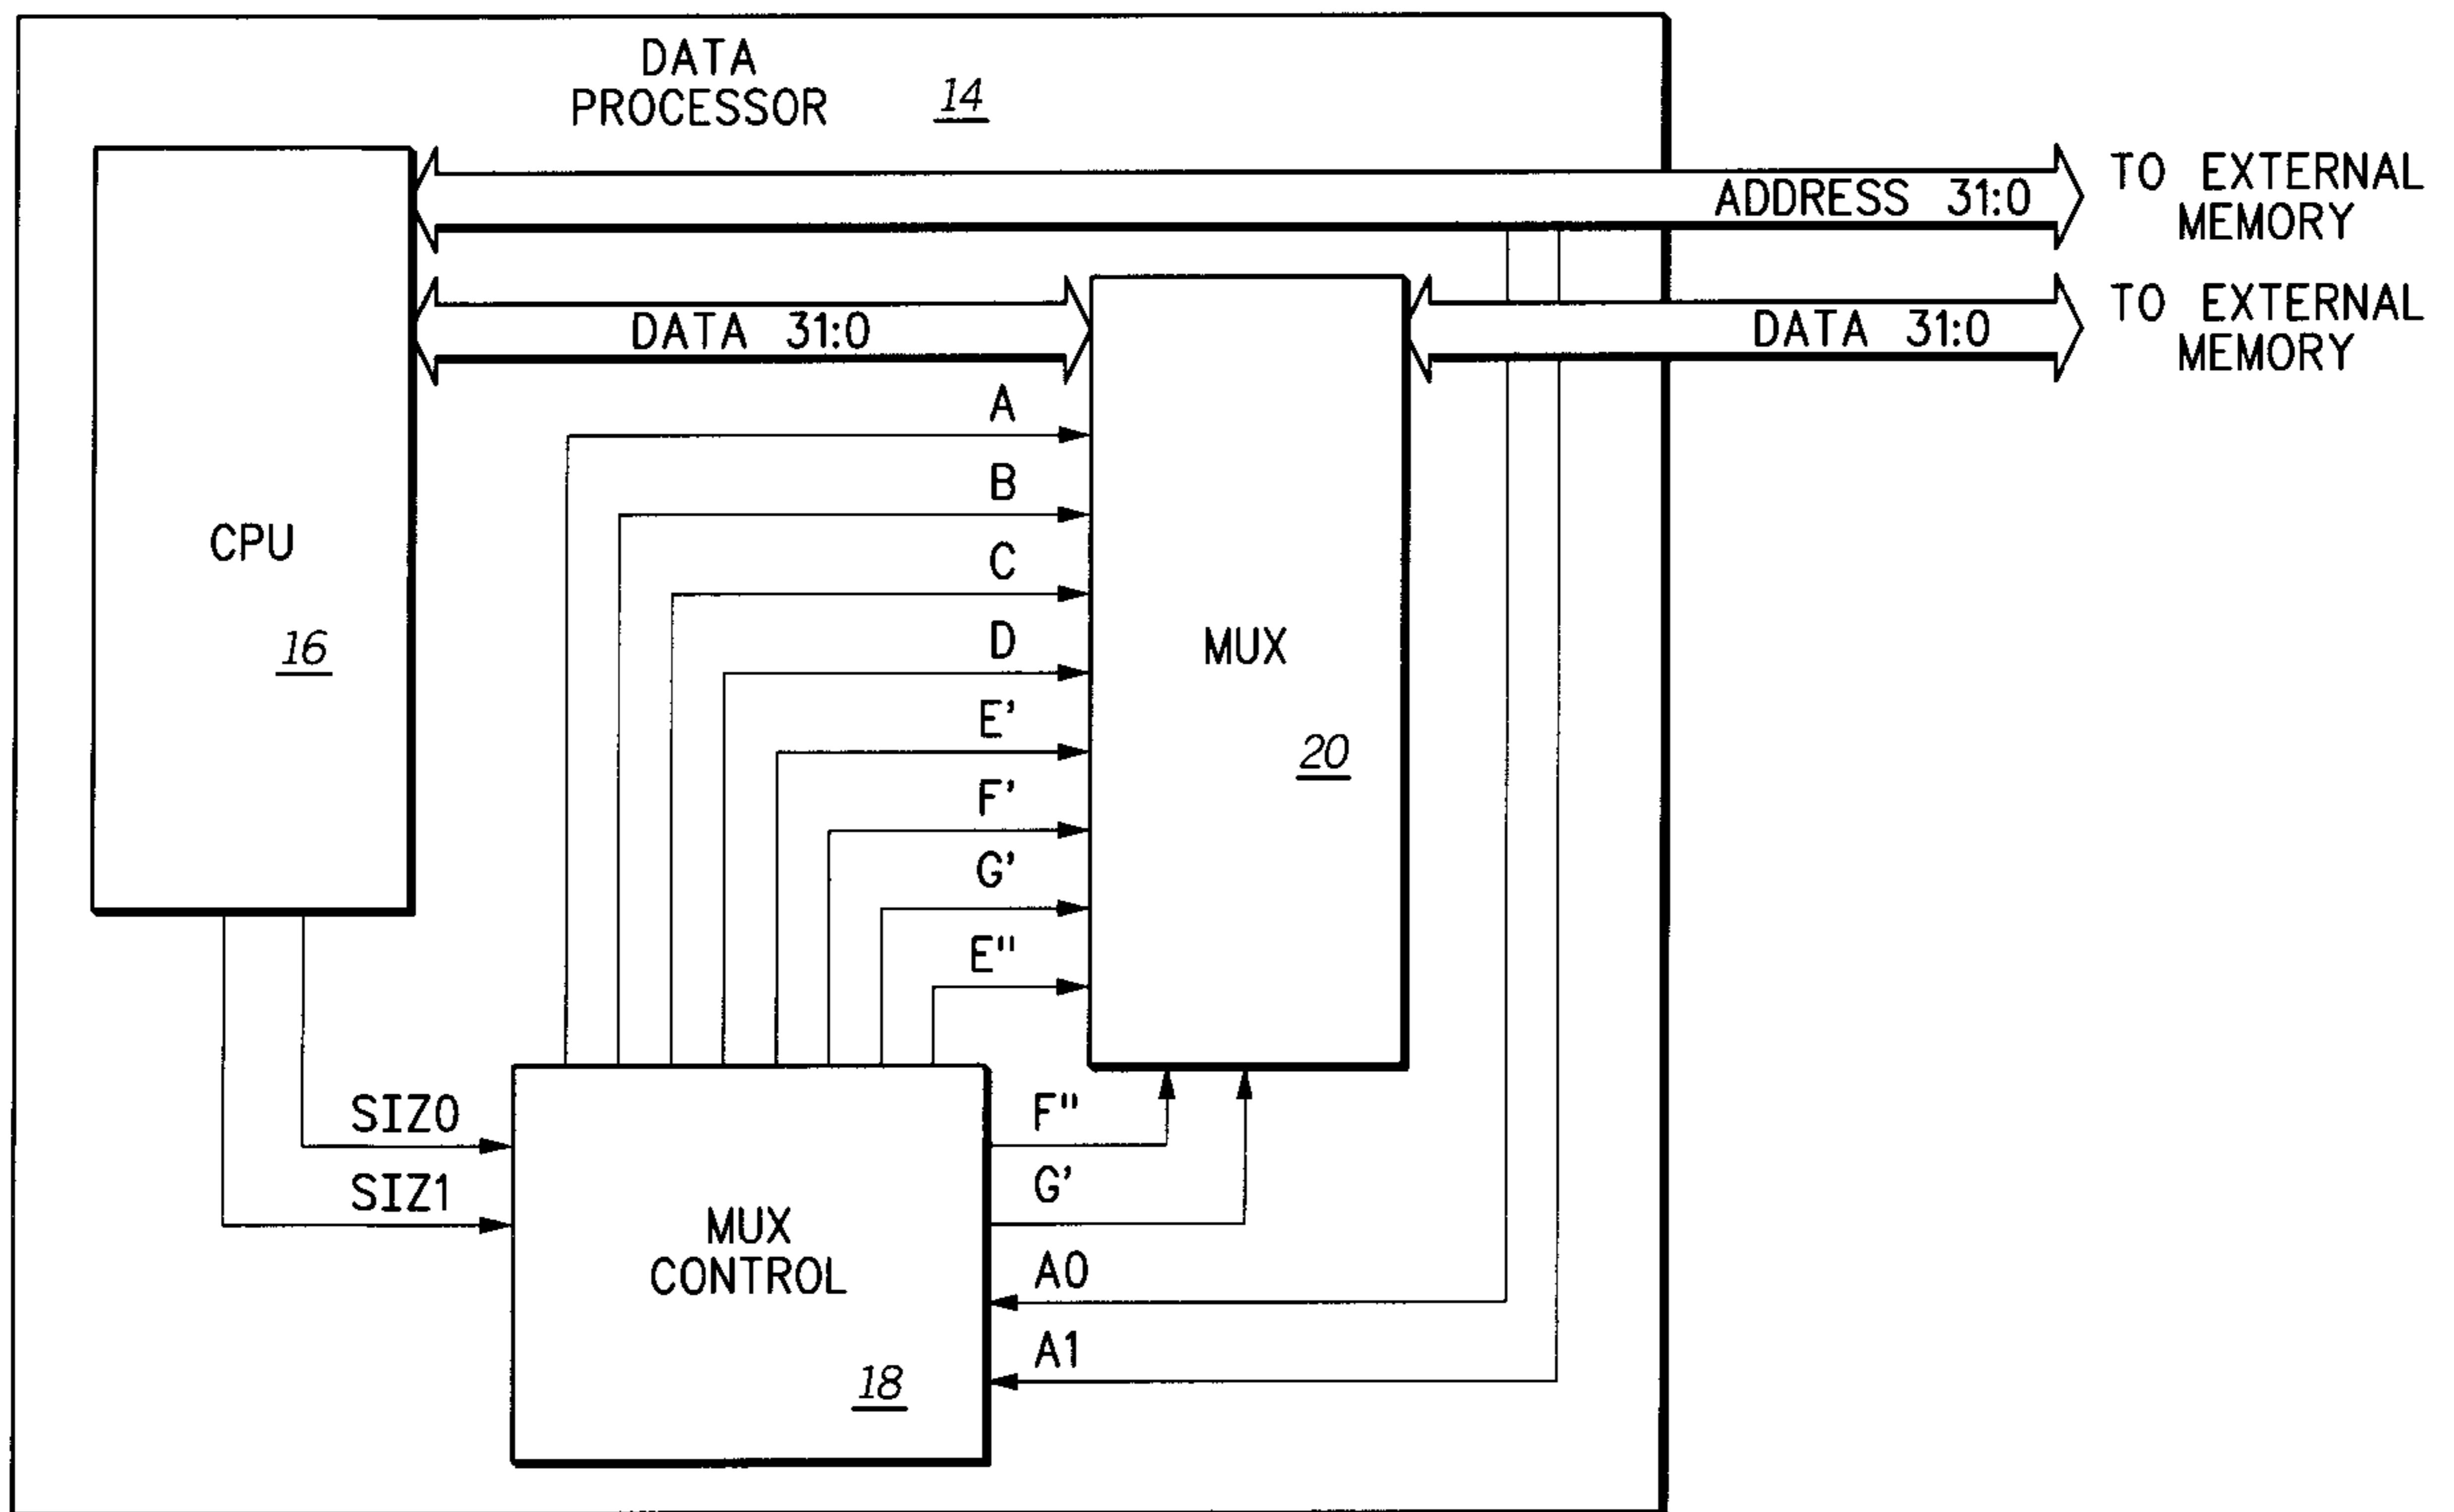 DATA
PROCESSOR 14
ADDRESS 31:0
TO EXTERNAL
MEMORY
DATA 31:0
DATA 31:0
TO EXTERNAL
MEMORY
A
B
C
D
E'
F'
G'
E"
CPU
16
MUX
20
SIZ0
SIZ1
MUX
CONTROL
18
F"
G'
A0
A1